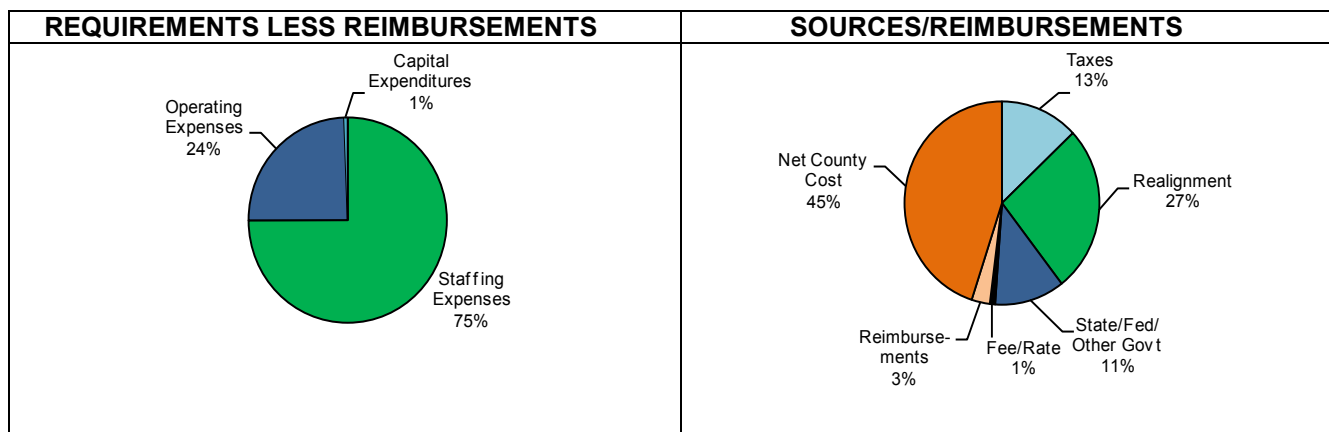 REQUIREMENTS LESS REIMBURSEMENTS
Capital
Expenditures
1%
Operating
Expenses
24%
Staffing
Expenses
75%
SOURCES/REIMBURSEMENTS
Taxes
13%
Realignment
27%
State/Fed/
Other Govt
11%
Fee/Rate
1%
Reimburse-
ments
3%
Net County
Cost
45%